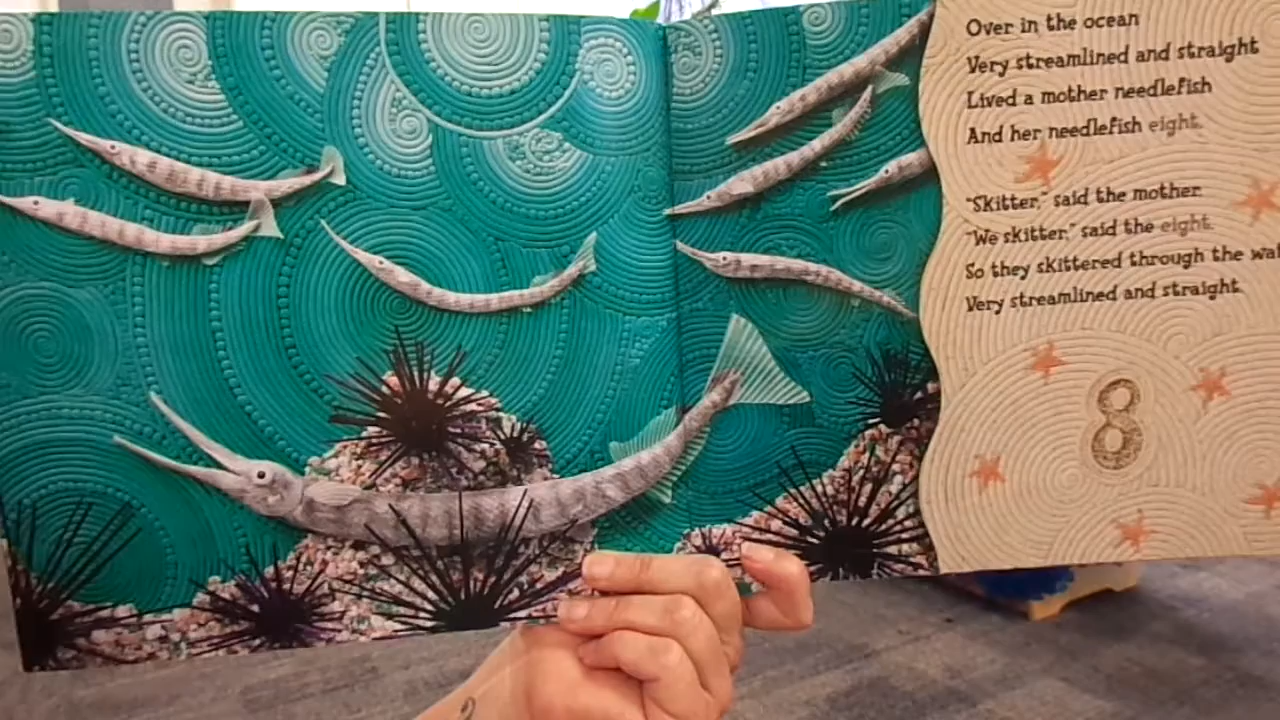 Over in the ocean
Very streamlined and straight
Lived a mother needlefish
And her needlefish eight.
"Skitter," said the mother.
"We skitter," said the eight.
So they skittered through the
Very streamlined and straight.
8